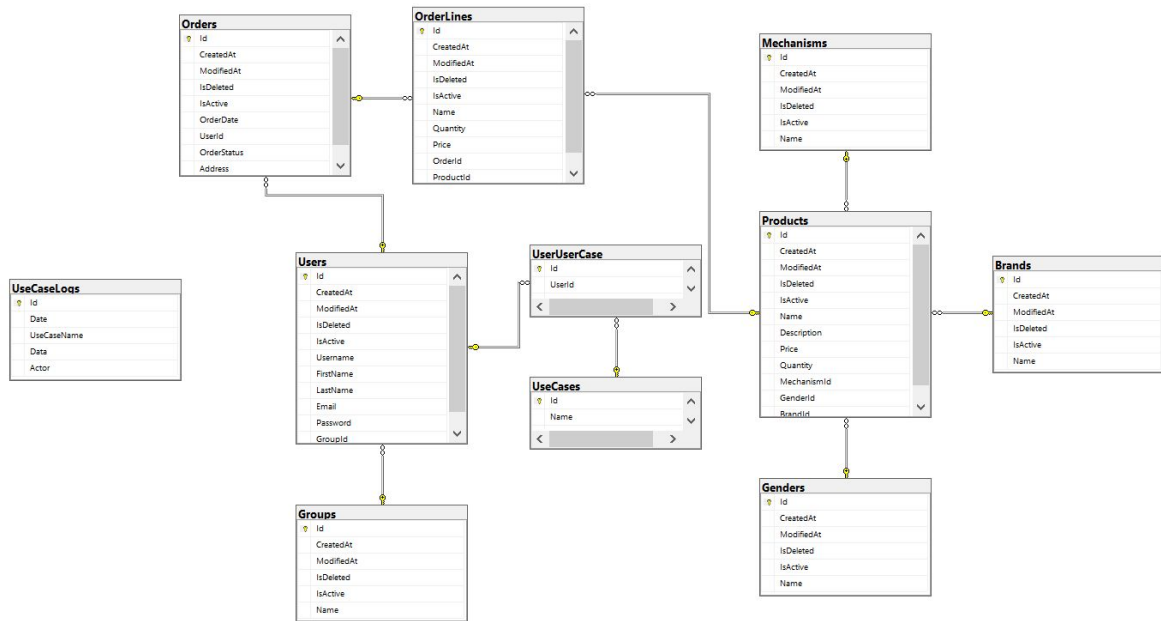 Orders
Id
CreatedAt
ModifiedAt
IsDeleted
IsActive
OrderDate
UserId
OrderStatus
Address
OrderLines
Id
CreatedAt
ModifiedAt
IsDeleted
IsActive
Name
Quantity
Price
OrderId
ProductId
Mechanisms
Id
CreatedAt
ModifiedAt
IsDeleted
IsActive
Name
UseCaseLogs
Id
Date
UseCaseName
Data
Actor
Users
Id
CreatedAt
ModifiedAt
IsDeleted
IsActive
Username
FirstName
LastName
Email
Password
GroupId
UserUserCase
Id
UserId
UseCases
Id
Name
Products
Id
CreatedAt
ModifiedAt
IsDeleted
IsActive
Name
Description
Price
Quantity
MechanismId
GenderId
BrandId
Brands
Id
CreatedAt
ModifiedAt
IsDeleted
IsActive
Name
Groups
Id
CreatedAt
ModifiedAt
IsDeleted
IsActive
Name
Genders
Id
CreatedAt
ModifiedAt
IsDeleted
IsActive
Name